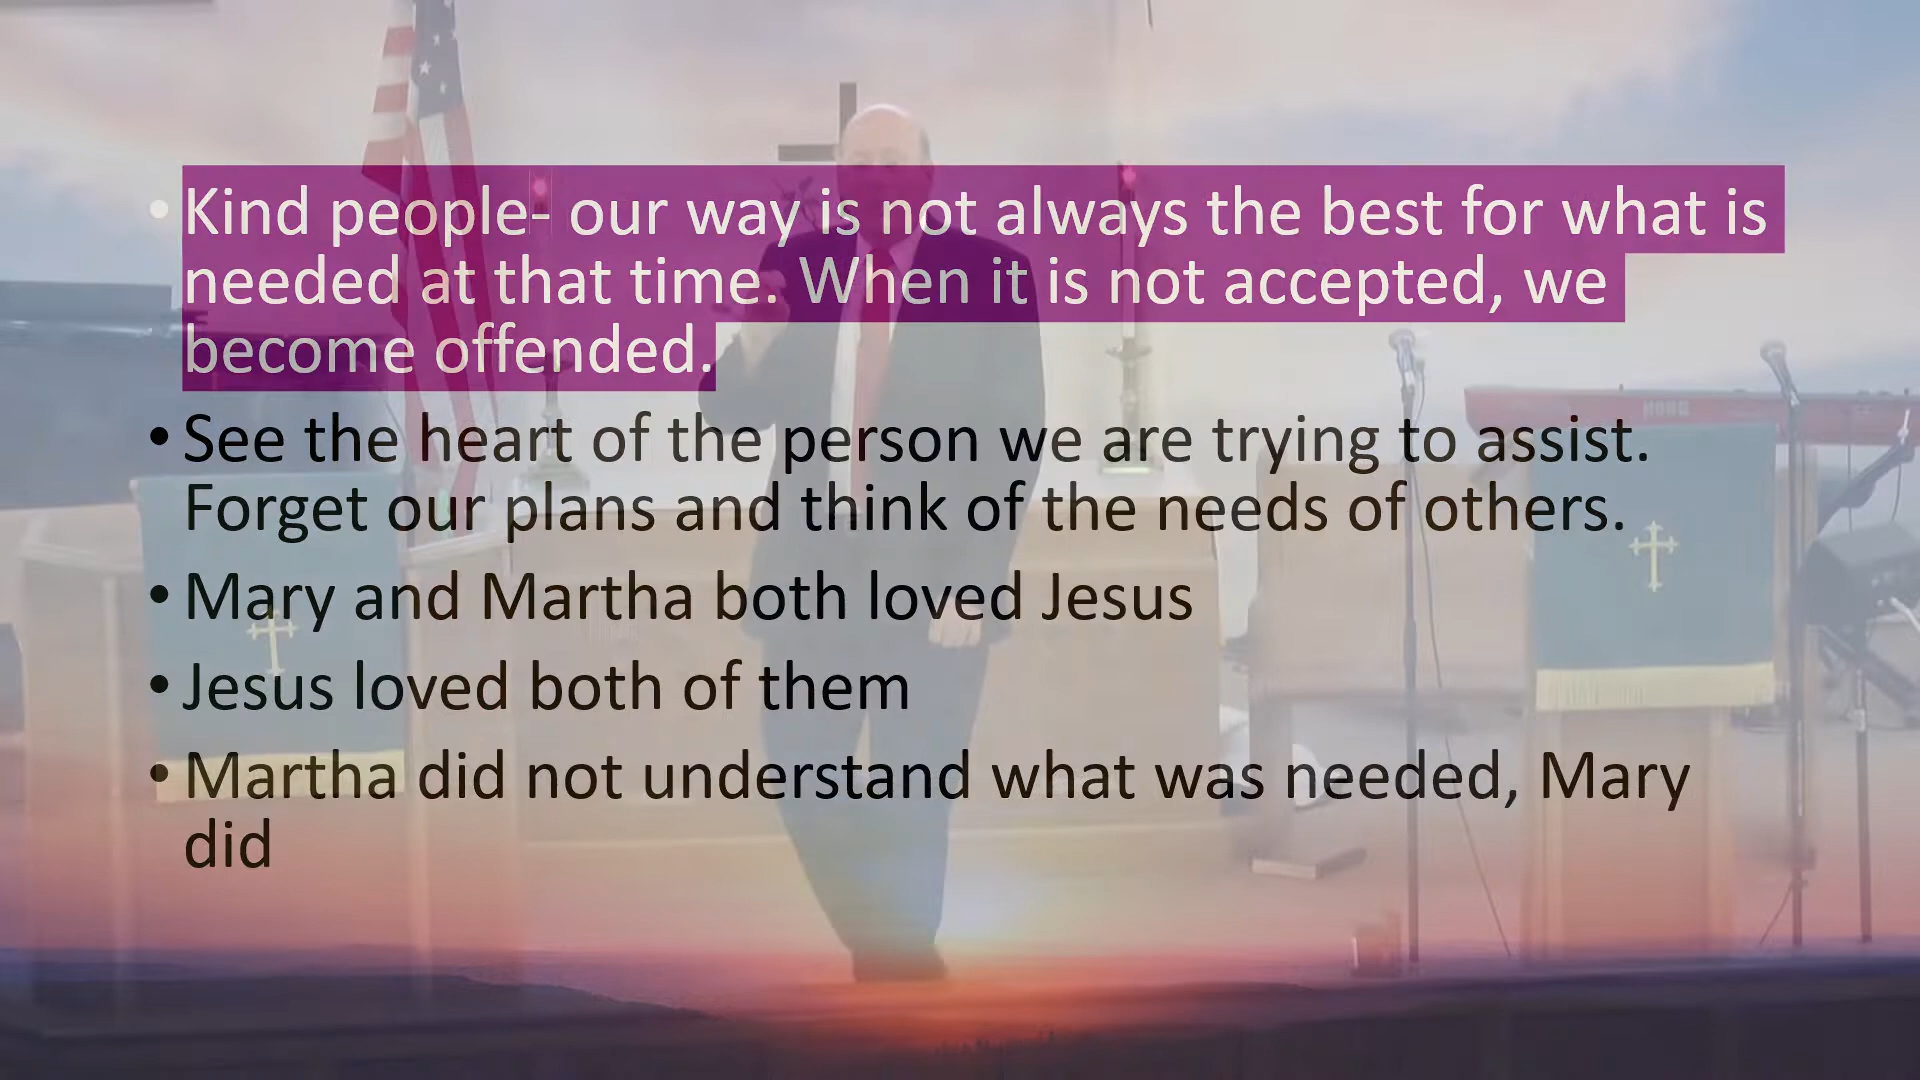 • Kind people- our way is not always the best for what is
needed at that time. When it is not accepted, we
become offended.
• See the heart of the person we are trying to assist.
Forget our plans and think of the needs of others.
• Mary and Martha both loved Jesus
• Jesus loved both of them
• Martha did not understand what was needed, Mary
did
KORG